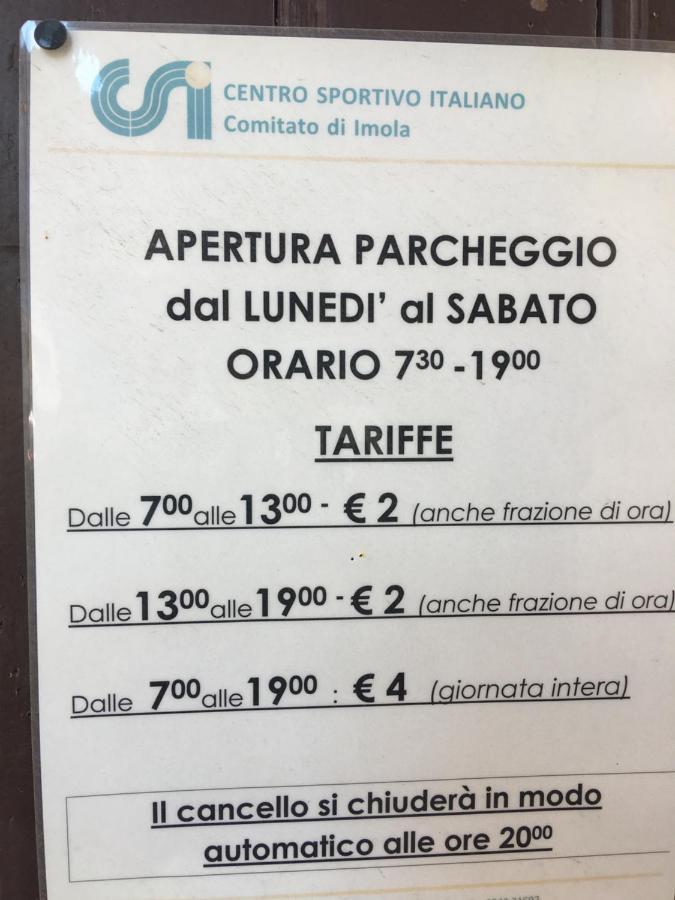 CSI CENTRO SPORTIVO ITALIANO
Comitato di Imola
APERTURA PARCHEGGIO
dal LUNEDI' al SABATO
ORARIO 7³⁰ -19⁰⁰
TARIFFE
Dalle 7⁰⁰ alle 13⁰⁰ - € 2 (anche frazione di ora)
Dalle 13⁰⁰ alle 19⁰⁰ - € 2 (anche frazione di ora)
Dalle 7⁰⁰ alle 19⁰⁰ : € 4 (giornata intera)
Il cancello si chiuderà in modo
automatico alle ore 20⁰⁰